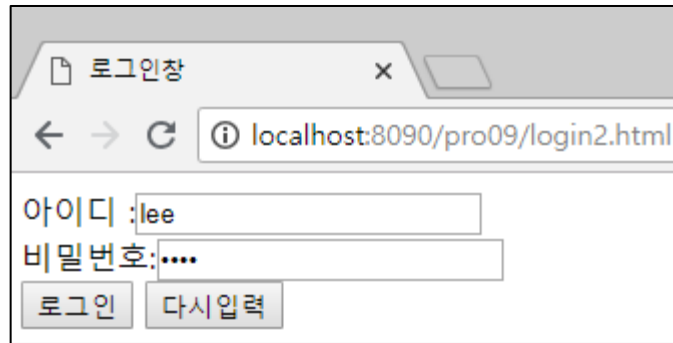 로그인창
localhost:8090/pro09/login2.html
아이디 :lee
비밀번호:••••
로그인 다시입력